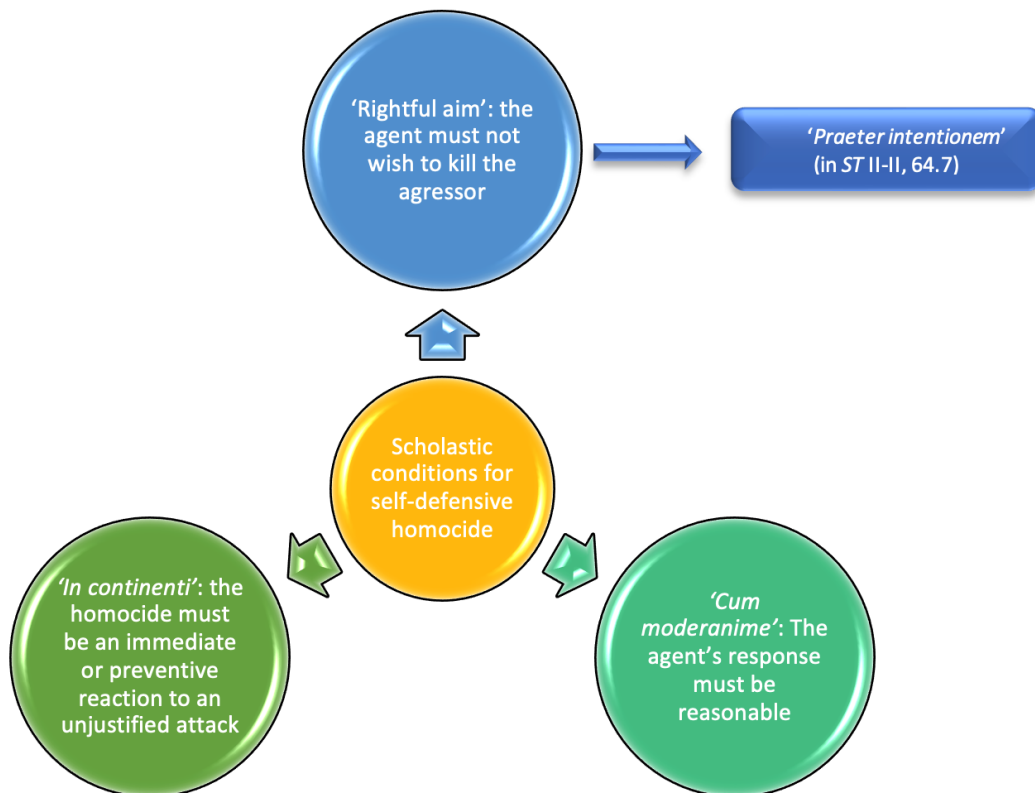 ‘Rightful aim’: the
agent must not
wish to kill the
agressor
‘Praeter intentionem’
(in ST II-II, 64.7)
Scholastic
conditions for
self-defensive
homocide
‘In continenti’: the
homocide must
be an immediate
or preventive
reaction to an
unjustified attack
‘Cum
moderanime’: The
agent’s response
must be
reasonable